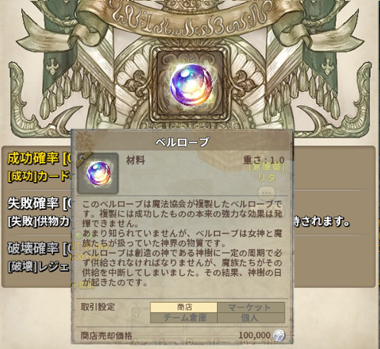 ベルローブ
成功確率 [
材料
重さ : 1.0
[成功]カード
このベルローブは魔法協会が複製したベルローブで
す。複製には成功したものの本来の強力な効果は発
揮できません。
失敗確率 [
[失敗]供物カ
持されます。
あまり知られていませんが、ベルローブは女神と魔
族たちが扱っていた神界の物質です。
破壊確率 [
[破壊]レジェ
ベルローブは創造の神である神樹に一定の周期で必
ず供給されなければなりませんが、魔族たちがその
供給を中断してしまいました。その結果、神樹の日
が起きたのです。
取引設定
商店
マーケット
チーム倉庫
個人
商店売却価格
100,000